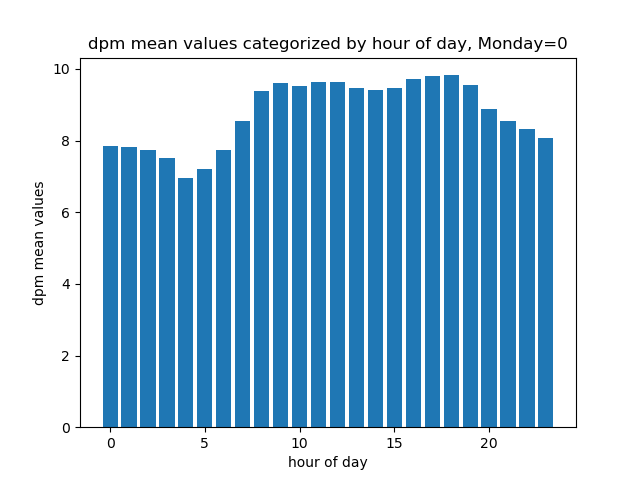 dpm mean values categorized by hour of day, Monday=0
10
8
6
4
2
0
dpm mean values
0 5 10 15 20
hour of day